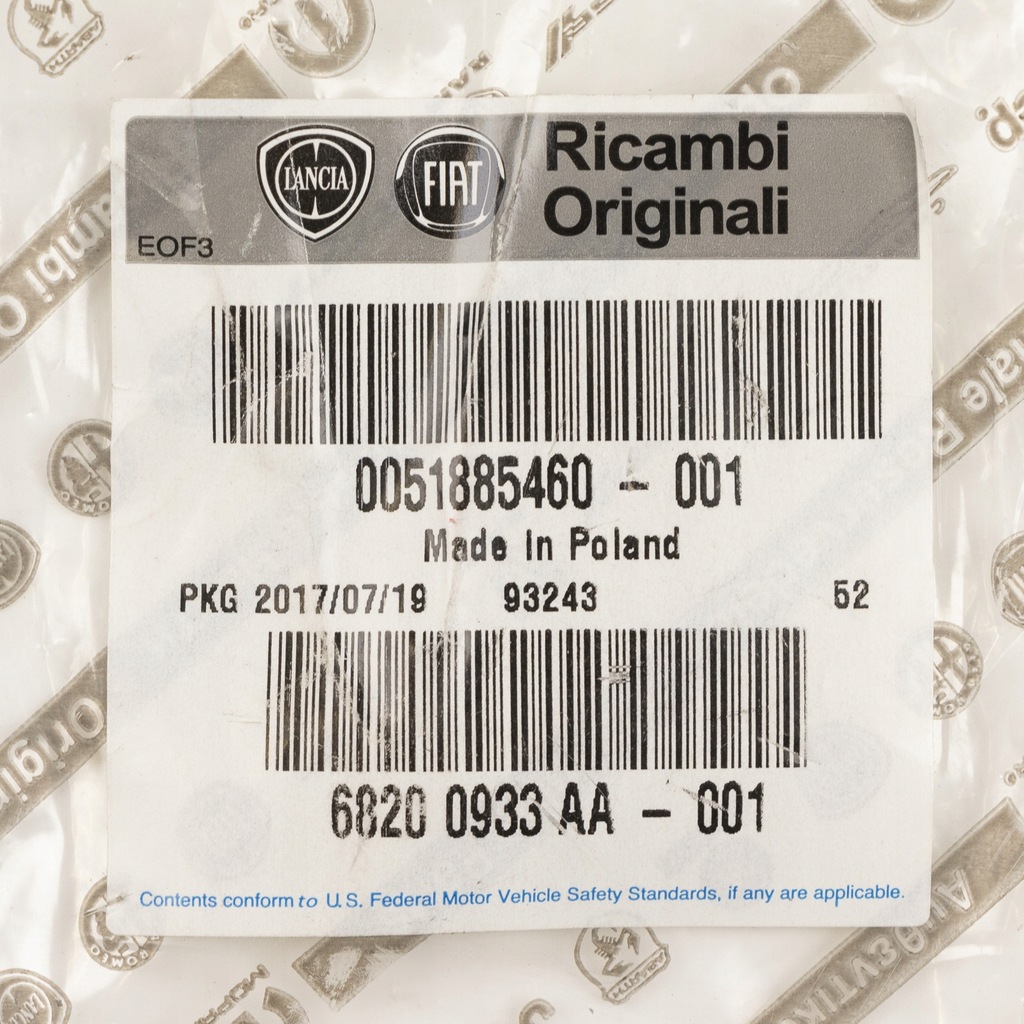 LANCIA FIAT Ricambi
Originali
EOF3
0051885460 - 001
Made in Poland
PKG 2017/07/19 93243 52
6820 0933 AA - 001
Contents conform to U.S. Federal Motor Vehicle Safety Standards, if any are applicable.